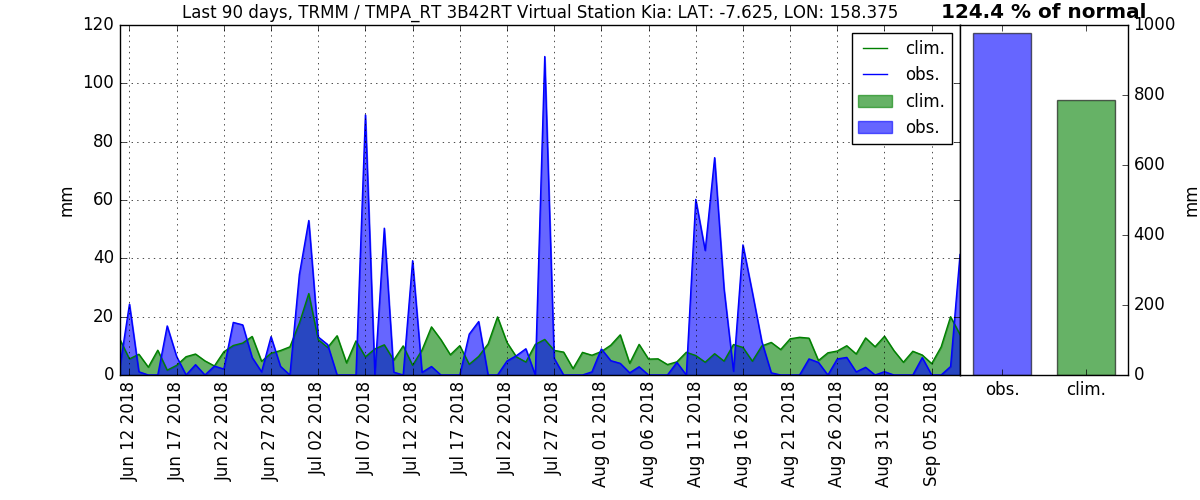 Last 90 days, TRMM / TMPA_RT 3B42RT Virtual Station Kia: LAT: -7.625, LON: 158.375
124.4 % of normal
120
100
80
60
40
20
0
mm
clim.
obs.
clim.
obs.
1000
800
600
400
200
0
mm
Jun 12 2018
Jun 17 2018
Jun 22 2018
Jun 27 2018
Jul 02 2018
Jul 07 2018
Jul 12 2018
Jul 17 2018
Jul 22 2018
Jul 27 2018
Aug 01 2018
Aug 06 2018
Aug 11 2018
Aug 16 2018
Aug 21 2018
Aug 26 2018
Aug 31 2018
Sep 05 2018
obs.
clim.